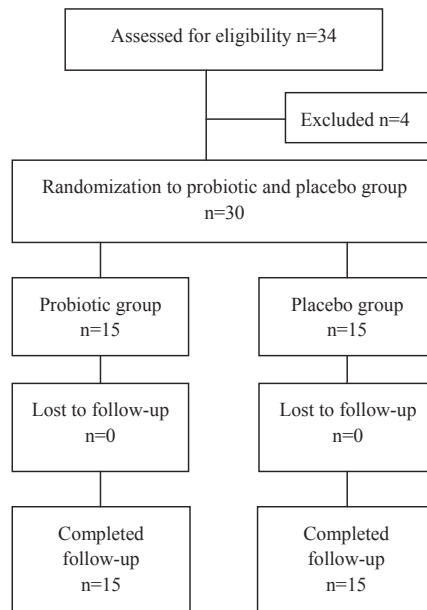 Assessed for eligibility n=34
Excluded n=4
Randomization to probiotic and placebo group
n=30
Probiotic group
n=15
Placebo group
n=15
Lost to follow-up
n=0
Lost to follow-up
n=0
Completed
follow-up
n=15
Completed
follow-up
n=15